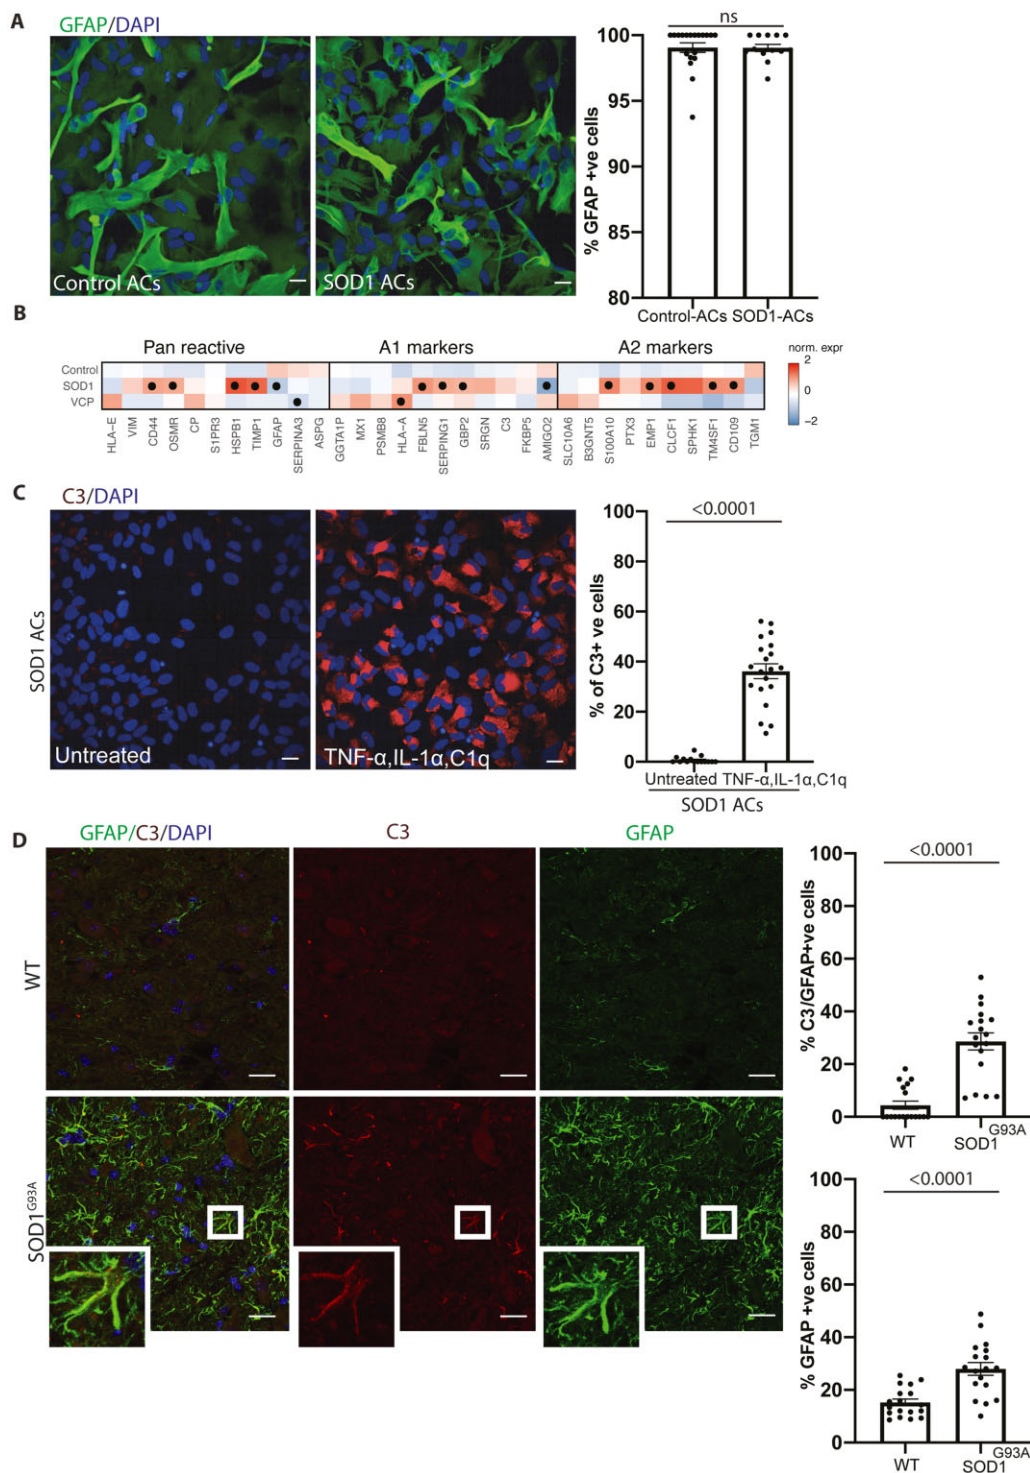 A
GFAP/DAPI
Control ACs
SOD1 ACs
ns
% GFAP +ve cells
100
95
90
85
80
Control-ACs SOD1-ACs
B
Pan reactive
A1 markers
A2 markers
norm. expr
2
0
−2
Control
SOD1
VCP
HLA−E
VIM
CD44
OSMR
CP
S1PR3
HSPB1
TIMP1
GFAP
SERPINA3
ASPG
GGTA1P
MX1
PSMB8
HLA−A
FBLN5
SERPING1
GBP2
SRGN
C3
FKBP5
AMIGO2
SLC10A6
B3GNT5
S100A10
PTX3
EMP1
CLCF1
SPHK1
TM4SF1
CD109
TGM1
C
C3/DAPI
SOD1 ACs
Untreated
TNF-α,IL-1α,C1q
<0.0001
% of C3+ ve cells
100
80
60
40
20
0
Untreated TNF-α,IL-1α,C1q
SOD1 ACs
D
GFAP/C3/DAPI
C3
GFAP
WT
SOD1G93A
<0.0001
% C3/GFAP+ve cells
100
80
60
40
20
0
WT
SOD1G93A
<0.0001
% GFAP +ve cells
100
80
60
40
20
0
WT
SOD1G93A